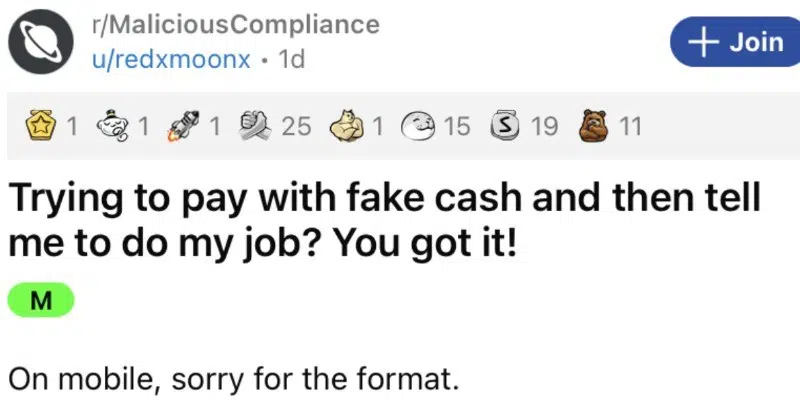 r/MaliciousCompliance
u/redxmoonx • 1d
+ Join
1 1 1 25 1 15 S 19 11
Trying to pay with fake cash and then tell
me to do my job? You got it!
M
On mobile, sorry for the format.